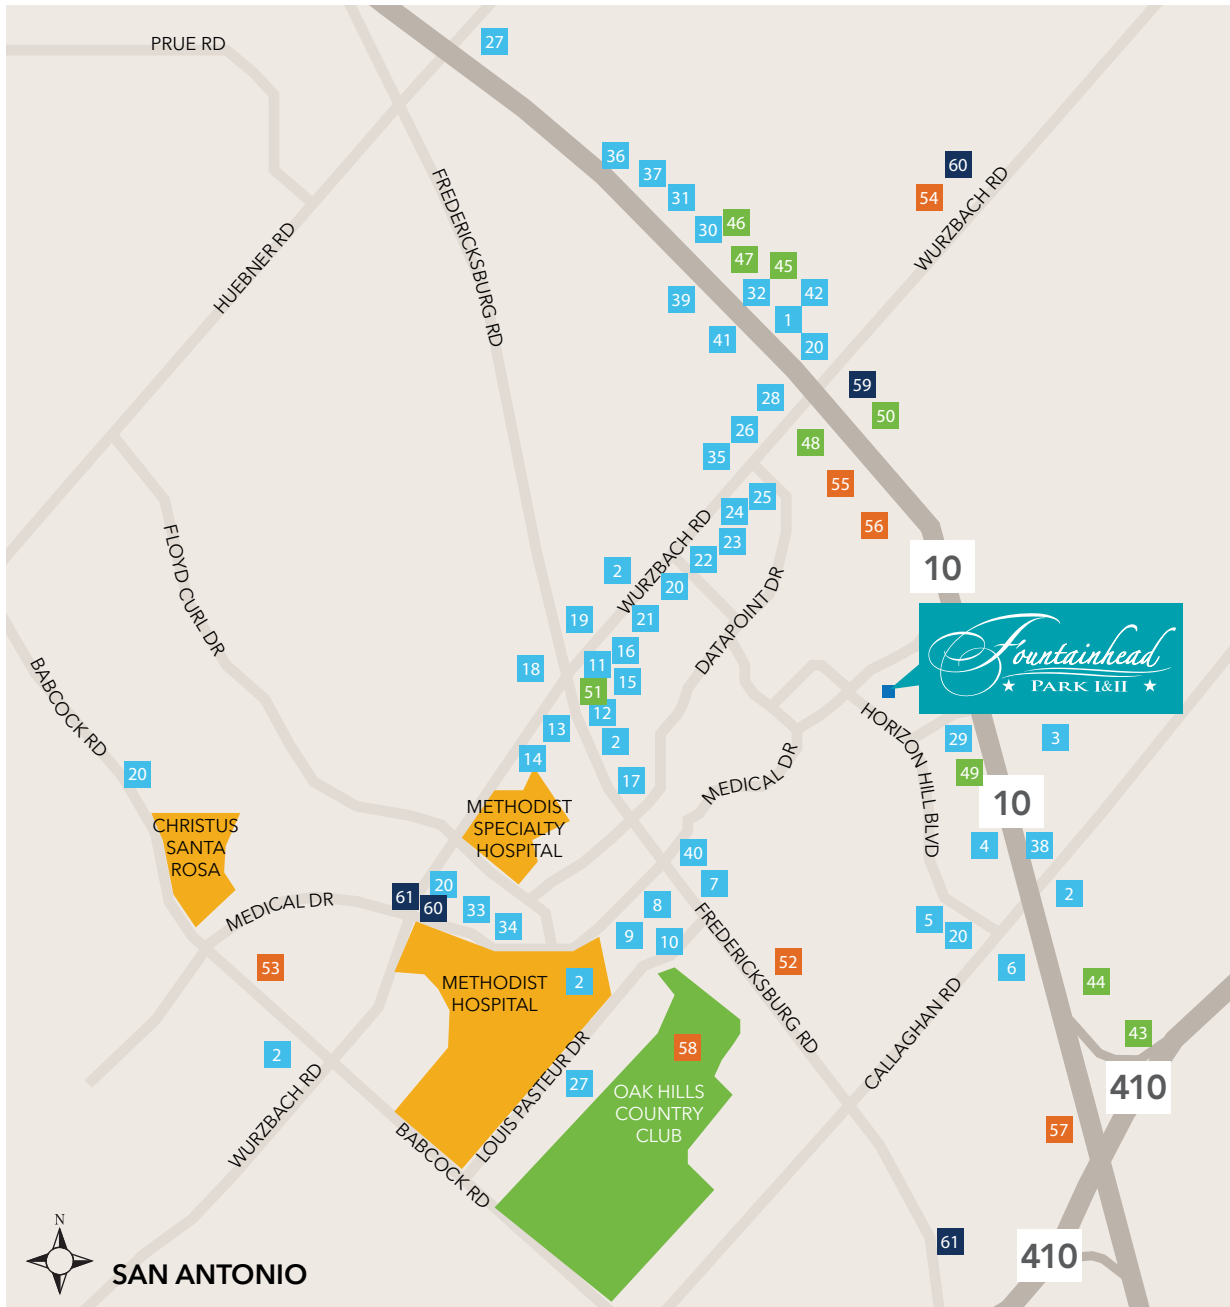 PRUE RD
27
36
37
31
30
46
47
45
60
54
WURZBACH RD
FREDERICKSBURG RD
HUEBNER RD
39
32
42
1
41
20
59
50
28
26
48
35
55
25
24
56
23
WURZBACH RD
22
2
20
10
FLOYD CURL DR
DATAPOINT DR
19
21
Fountainhead
PARK I&II
16
11
18
15
51
12
BABCOCK RD
HORIZON HILL BLVD
13
2
29
3
14
17
MEDICAL DR
49
20
10
METHODIST
SPECIALTY
HOSPITAL
CHRISTUS
SANTA
ROSA
4
38
40
7
20
61
60
33
34
MEDICAL DR
2
8
9
10
5
20
6
FREDERICKSBURG RD
52
53
METHODIST
HOSPITAL
2
44
43
CALLAGHAN RD
58
2
27
LOUIS PASTEUR DR
OAK HILLS
COUNTRY
CLUB
410
57
WURZBACH RD
BABCOCK RD
61
410
N
SAN ANTONIO